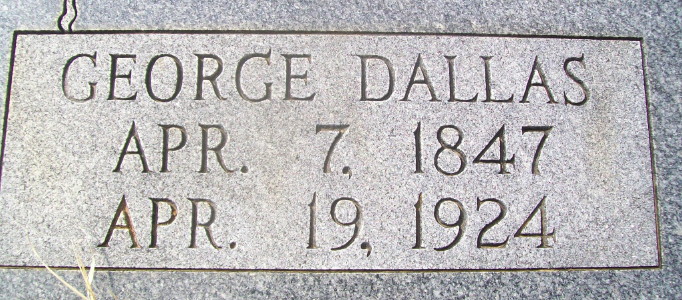 GEORGE DALLAS
APR. 7, 1847
APR. 19, 1924